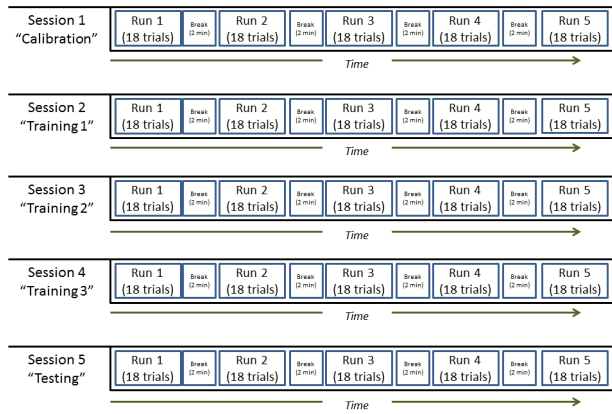 Session 1
“Calibration”
Run 1
(18 trials)
Break
(2 min)
Run 2
(18 trials)
Break
(2 min)
Run 3
(18 trials)
Break
(2 min)
Run 4
(18 trials)
Break
(2 min)
Run 5
(18 trials)
Time
Session 2
“Training 1”
Run 1
(18 trials)
Break
(2 min)
Run 2
(18 trials)
Break
(2 min)
Run 3
(18 trials)
Break
(2 min)
Run 4
(18 trials)
Break
(2 min)
Run 5
(18 trials)
Time
Session 3
“Training 2”
Run 1
(18 trials)
Break
(2 min)
Run 2
(18 trials)
Break
(2 min)
Run 3
(18 trials)
Break
(2 min)
Run 4
(18 trials)
Break
(2 min)
Run 5
(18 trials)
Time
Session 4
“Training 3”
Run 1
(18 trials)
Break
(2 min)
Run 2
(18 trials)
Break
(2 min)
Run 3
(18 trials)
Break
(2 min)
Run 4
(18 trials)
Break
(2 min)
Run 5
(18 trials)
Time
Session 5
“Testing”
Run 1
(18 trials)
Break
(2 min)
Run 2
(18 trials)
Break
(2 min)
Run 3
(18 trials)
Break
(2 min)
Run 4
(18 trials)
Break
(2 min)
Run 5
(18 trials)
Time